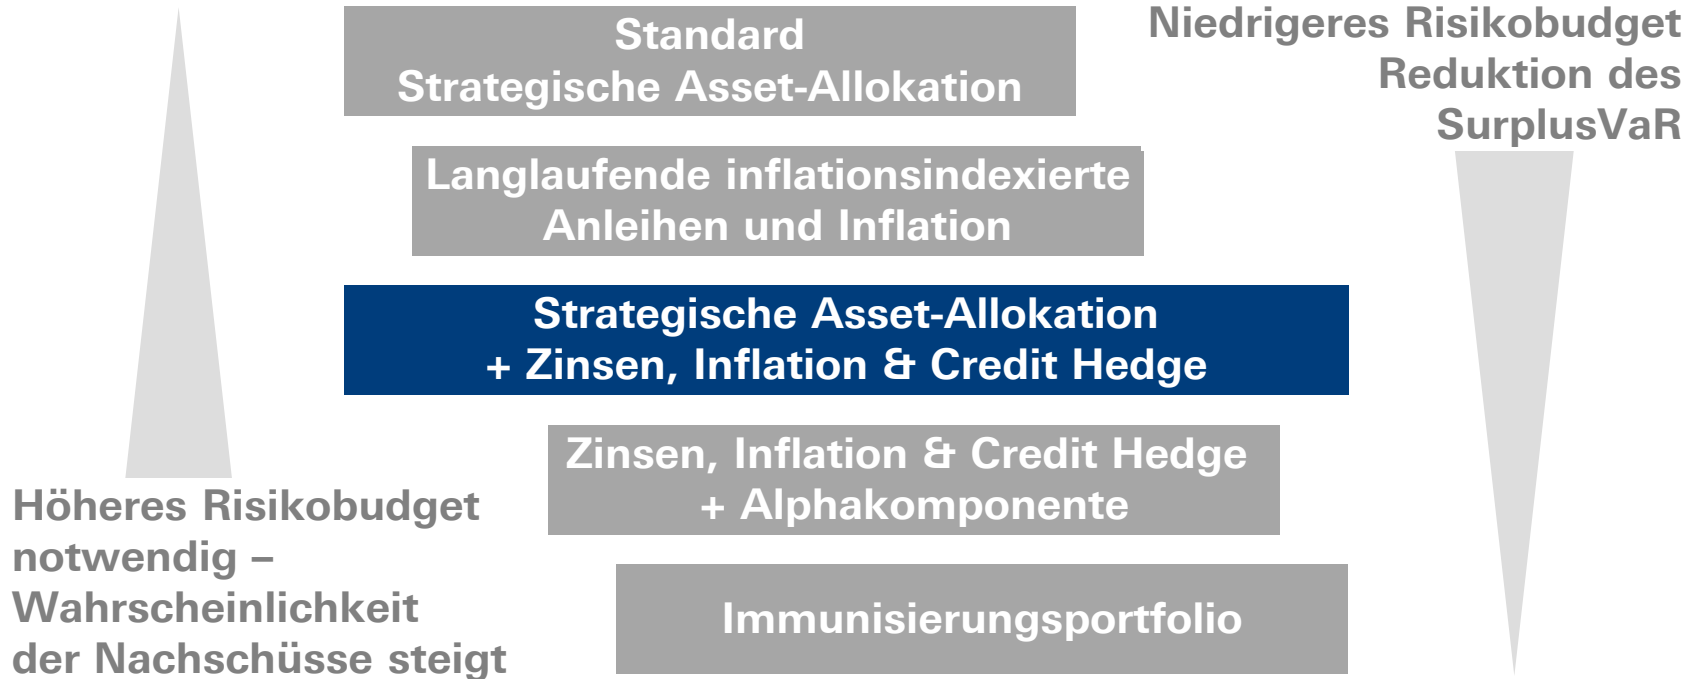 Standard
Strategische Asset-Allokation
Niedrigeres Risikobudget
Reduktion des
SurplusVaR
Langlaufende inflationsindexierte
Anleihen und Inflation
Strategische Asset-Allokation
+ Zinsen, Inflation & Credit Hedge
Zinsen, Inflation & Credit Hedge
+ Alphakomponente
Höheres Risikobudget
notwendig –
Wahrscheinlichkeit
der Nachschüsse steigt
Immunisierungsportfolio